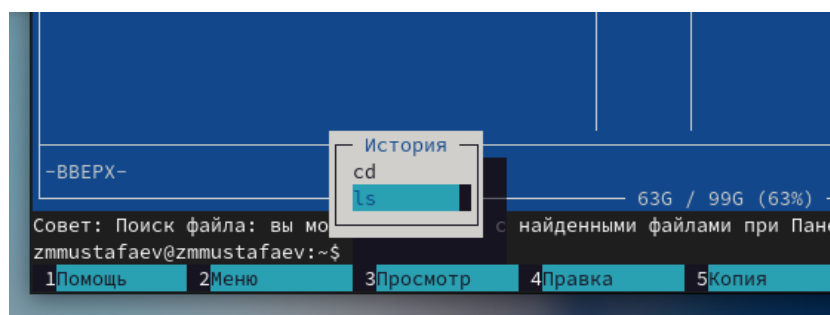 История
cd
-ВВЕРХ-
ls
63G / 99G (63%)
Совет: Поиск файла: вы мо с найденными файлами при Пан
zmmustafaev@zmmustafaev:~$
1Помощь 2Меню 3Просмотр 4Правка 5Копия